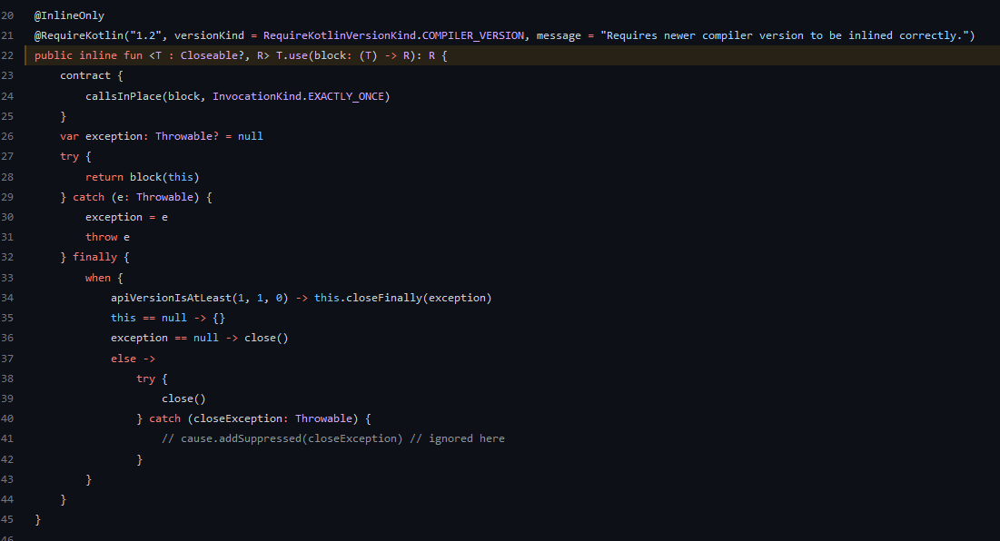 20 @InlineOnly
21 @RequireKotlin("1.2", versionKind = RequireKotlinVersionKind.COMPILER_VERSION, message = "Requires newer compiler version to be inlined correctly.")
22 public inline fun <T : Closeable?, R> T.use(block: (T) -> R): R {
23     contract {
24         callsInPlace(block, InvocationKind.EXACTLY_ONCE)
25     }
26     var exception: Throwable? = null
27     try {
28         return block(this)
29     } catch (e: Throwable) {
30         exception = e
31         throw e
32     } finally {
33         when {
34             apiVersionIsAtLeast(1, 1, 0) -> this.closeFinally(exception)
35             this == null -> {}
36             exception == null -> close()
37             else ->
38                 try {
39                     close()
40                 } catch (closeException: Throwable) {
41                     // cause.addSuppressed(closeException) // ignored here
42                 }
43         }
44     }
45 }
46